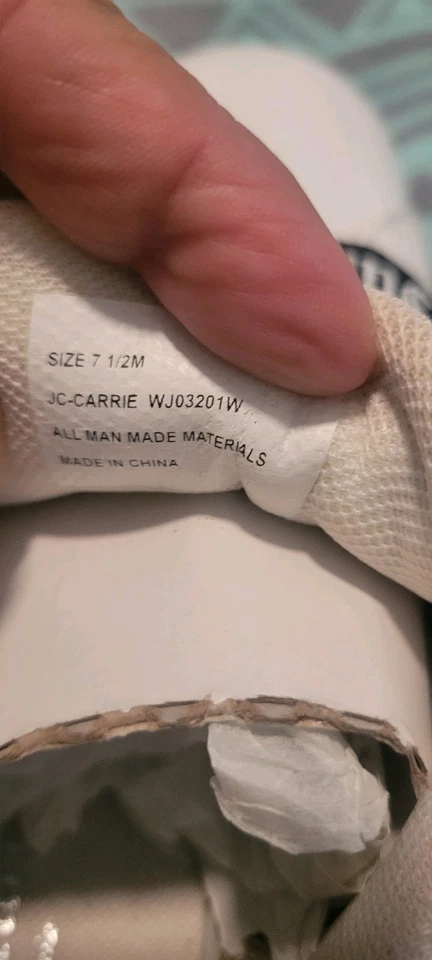 SIZE 7 1/2M
JC-CARRIE WJ03201W
ALL MAN MADE MATERIALS
MADE IN CHINA